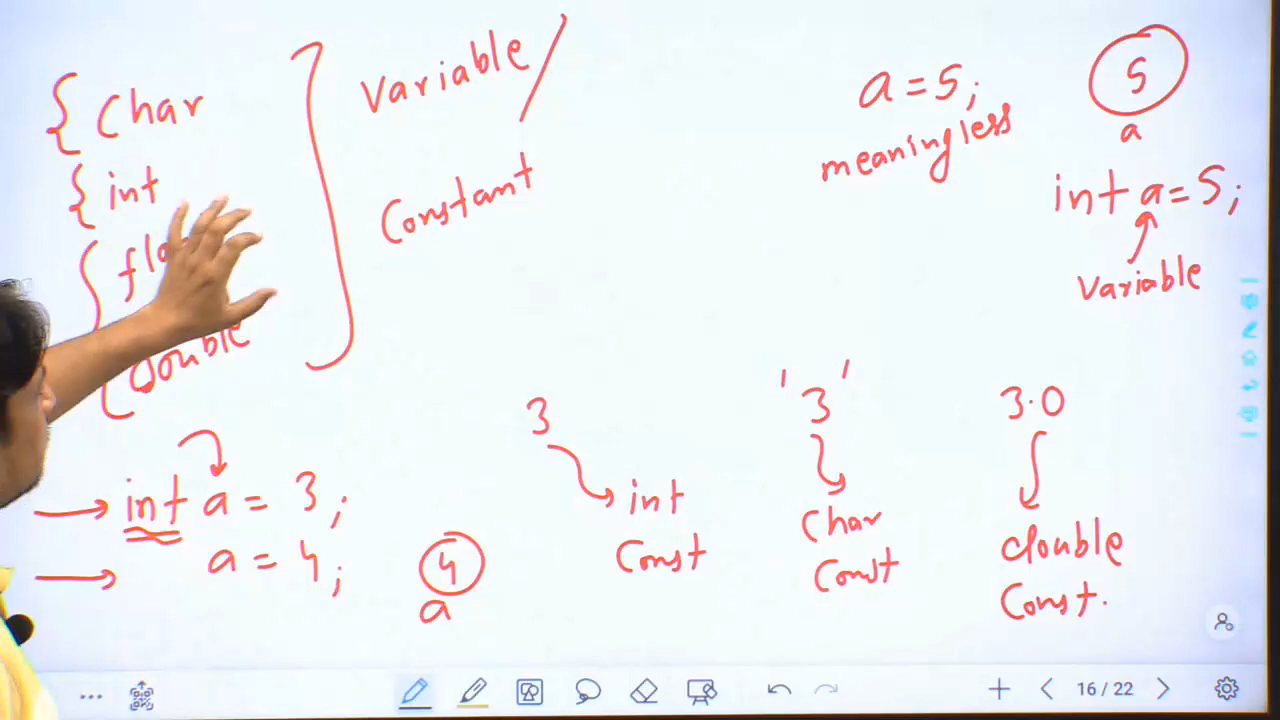 { Char
{ int
{ double
Variable /
Constant
a = 5;
meaningless
5
a
int a = 5;
Variable
int a = 3;
a = 4;
4
a
3
int
Const
'3'
Char
Const
3.0
double
Const.
16 / 22